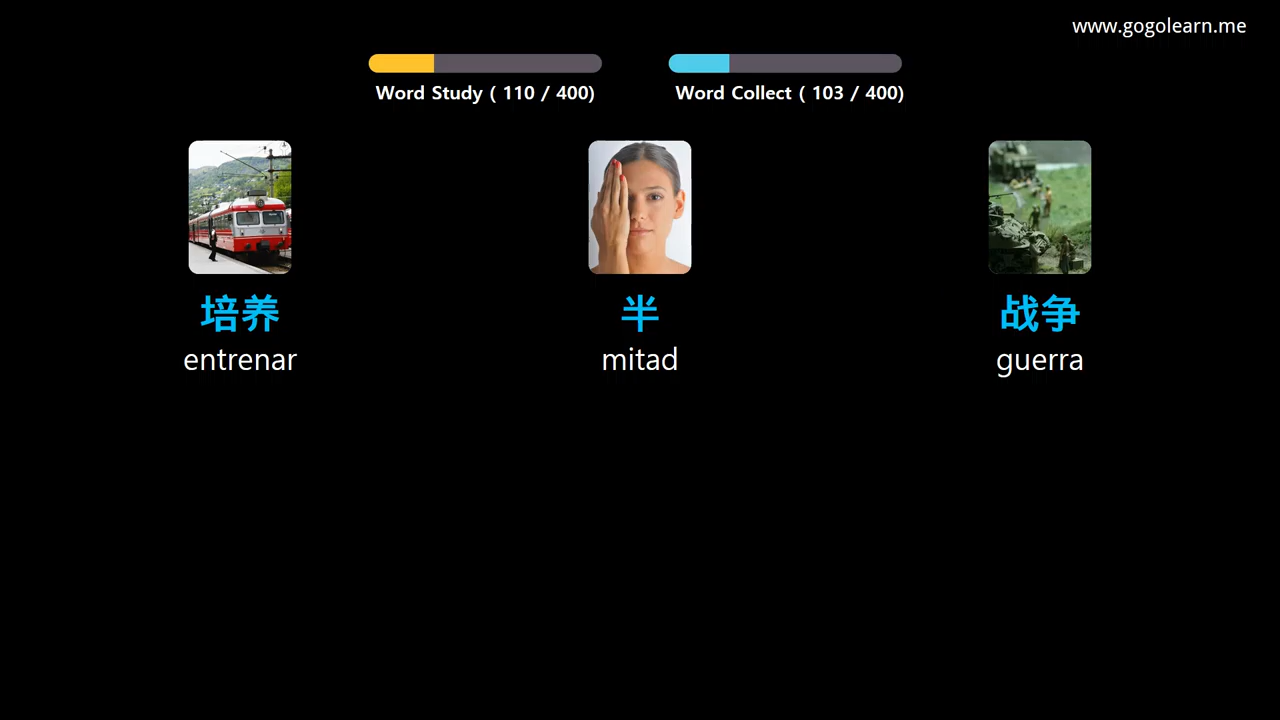 www.gogolearn.me
Word Study ( 110 / 400)
Word Collect ( 103 / 400)
培养
entrenar
半
mitad
战争
guerra